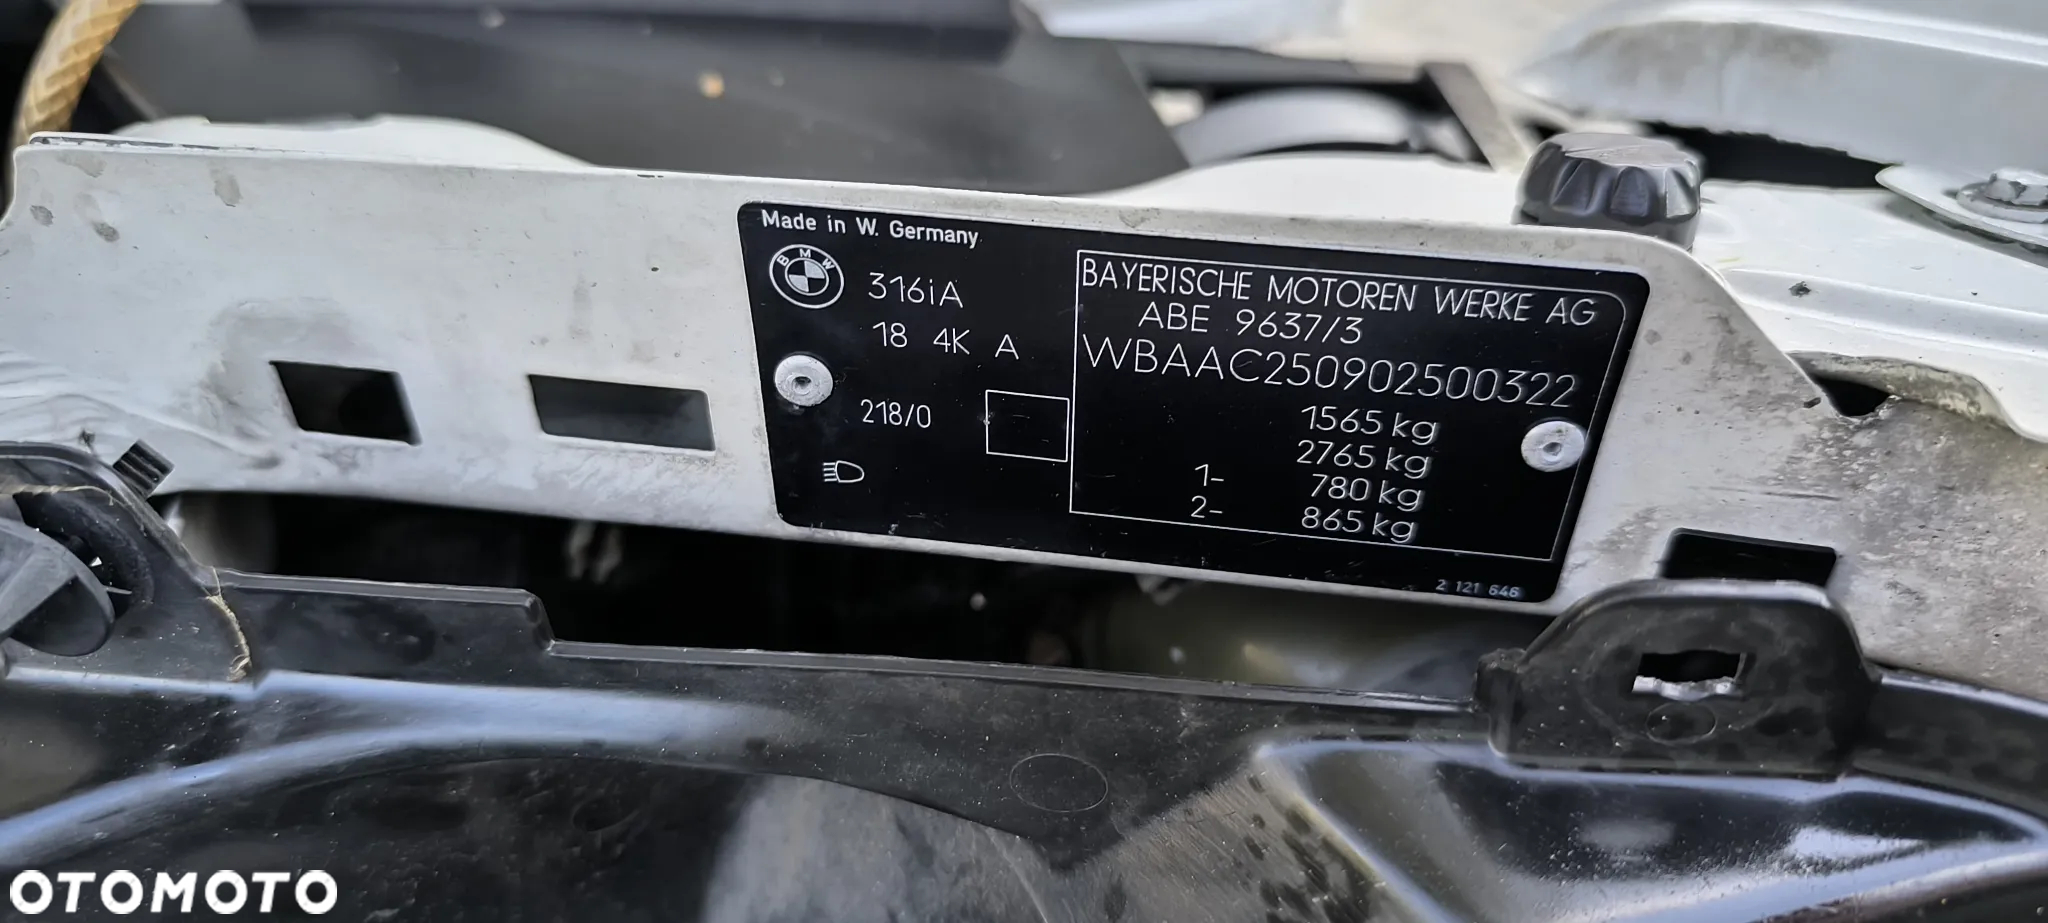 Made in W. Germany
BMW
316iA
18 4K A
218/0
BAYERISCHE MOTOREN WERKE AG
ABE 9637/3
WBAAC250902500322
1565 kg
2765 kg
1- 780 kg
2- 865 kg
2 121 646
OTOMOTO